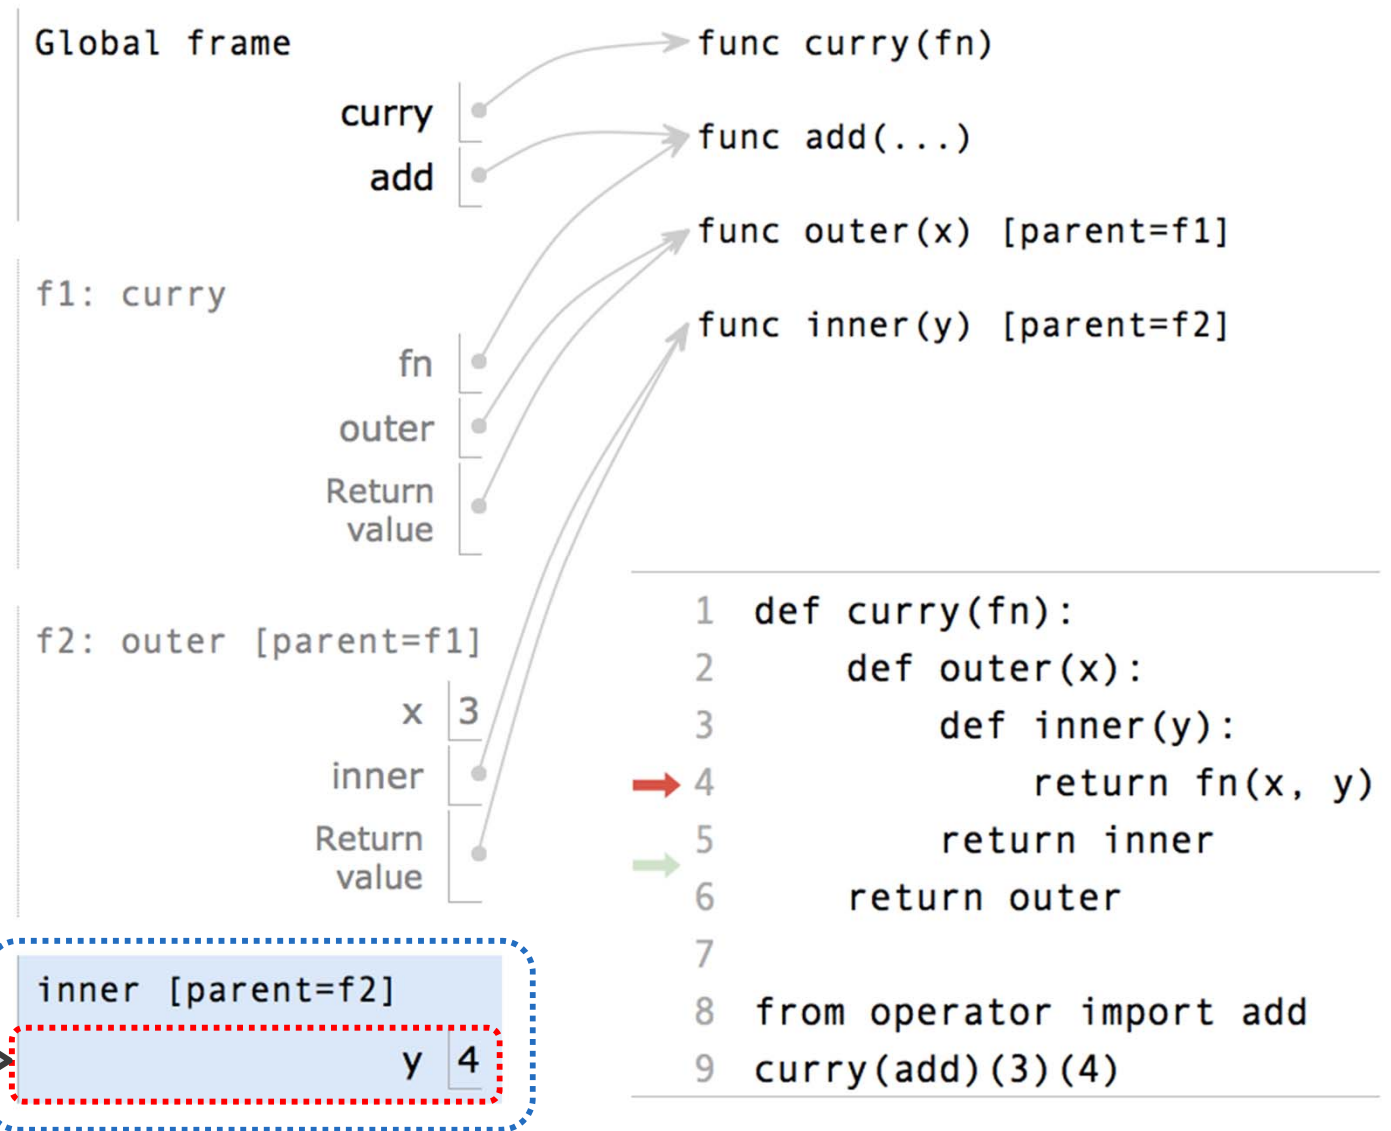 Global frame
curry
add
func curry(fn)
func add(...)
func outer(x) [parent=f1]
func inner(y) [parent=f2]
f1: curry
fn
outer
Return
value
f2: outer [parent=f1]
x 3
inner
Return
value
inner [parent=f2]
y 4
1 def curry(fn):
2     def outer(x):
3         def inner(y):
4             return fn(x, y)
5         return inner
6     return outer
7
8 from operator import add
9 curry(add)(3)(4)